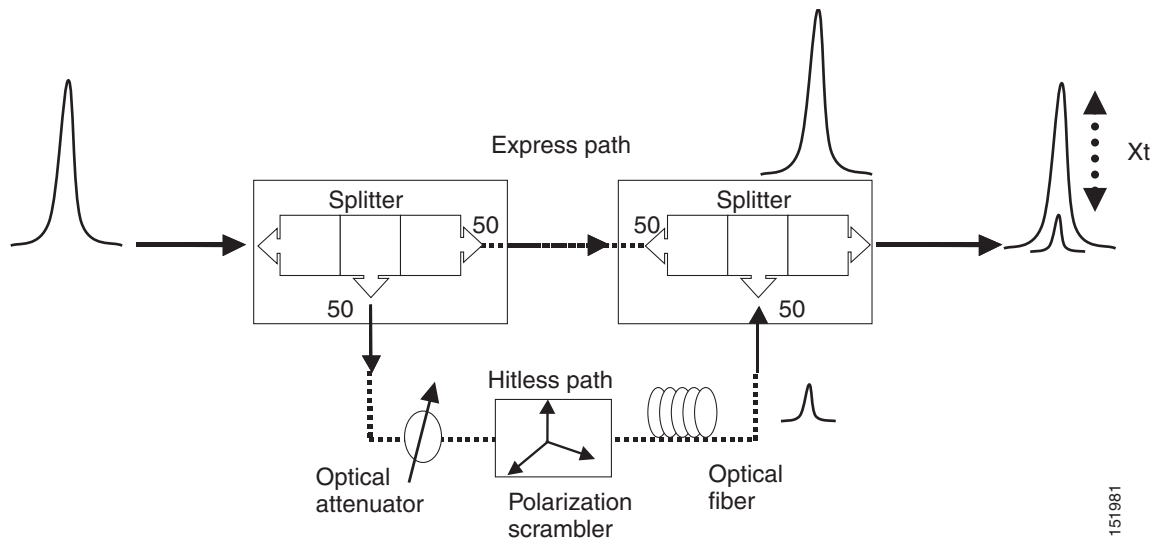 Express path
Xt
Splitter
50
50
Splitter
50
50
Hitless path
Optical
attenuator
Polarization
scrambler
Optical
fiber
151981